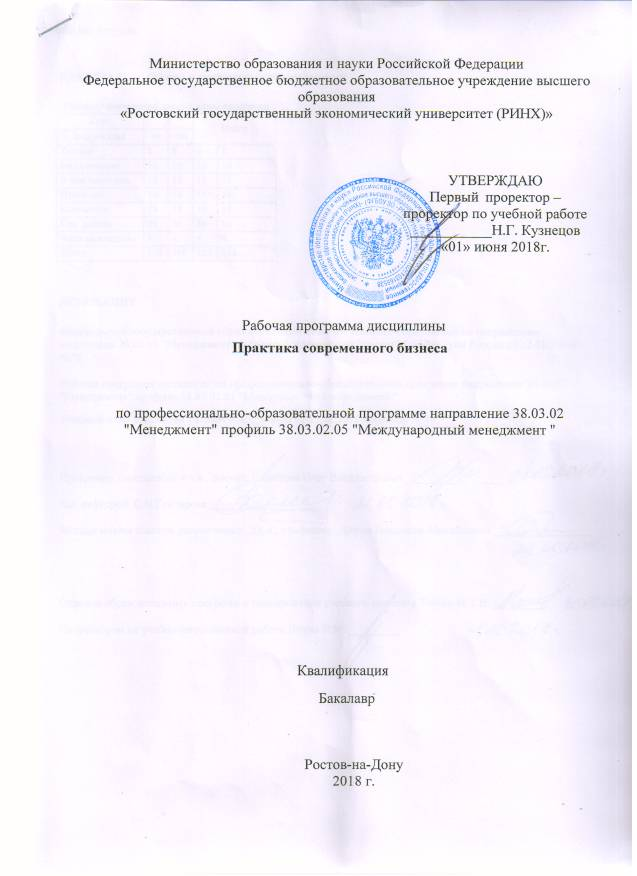 Министерство образования и науки Российской Федерации
Федеральное государственное бюджетное образовательное учреждение высшего
образования
«Ростовский государственный экономический университет (РИНХ)»
УТВЕРЖДАЮ
Первый проректор –
проректор по учебной работе
Н.Г. Кузнецов
«01» июня 2018г.
Рабочая программа дисциплины
Практика современного бизнеса
по профессионально-образовательной программе направление 38.03.02
"Менеджмент" профиль 38.03.02.05 "Международный менеджмент "
Квалификация
Бакалавр
Ростов-на-Дону
2018 г.